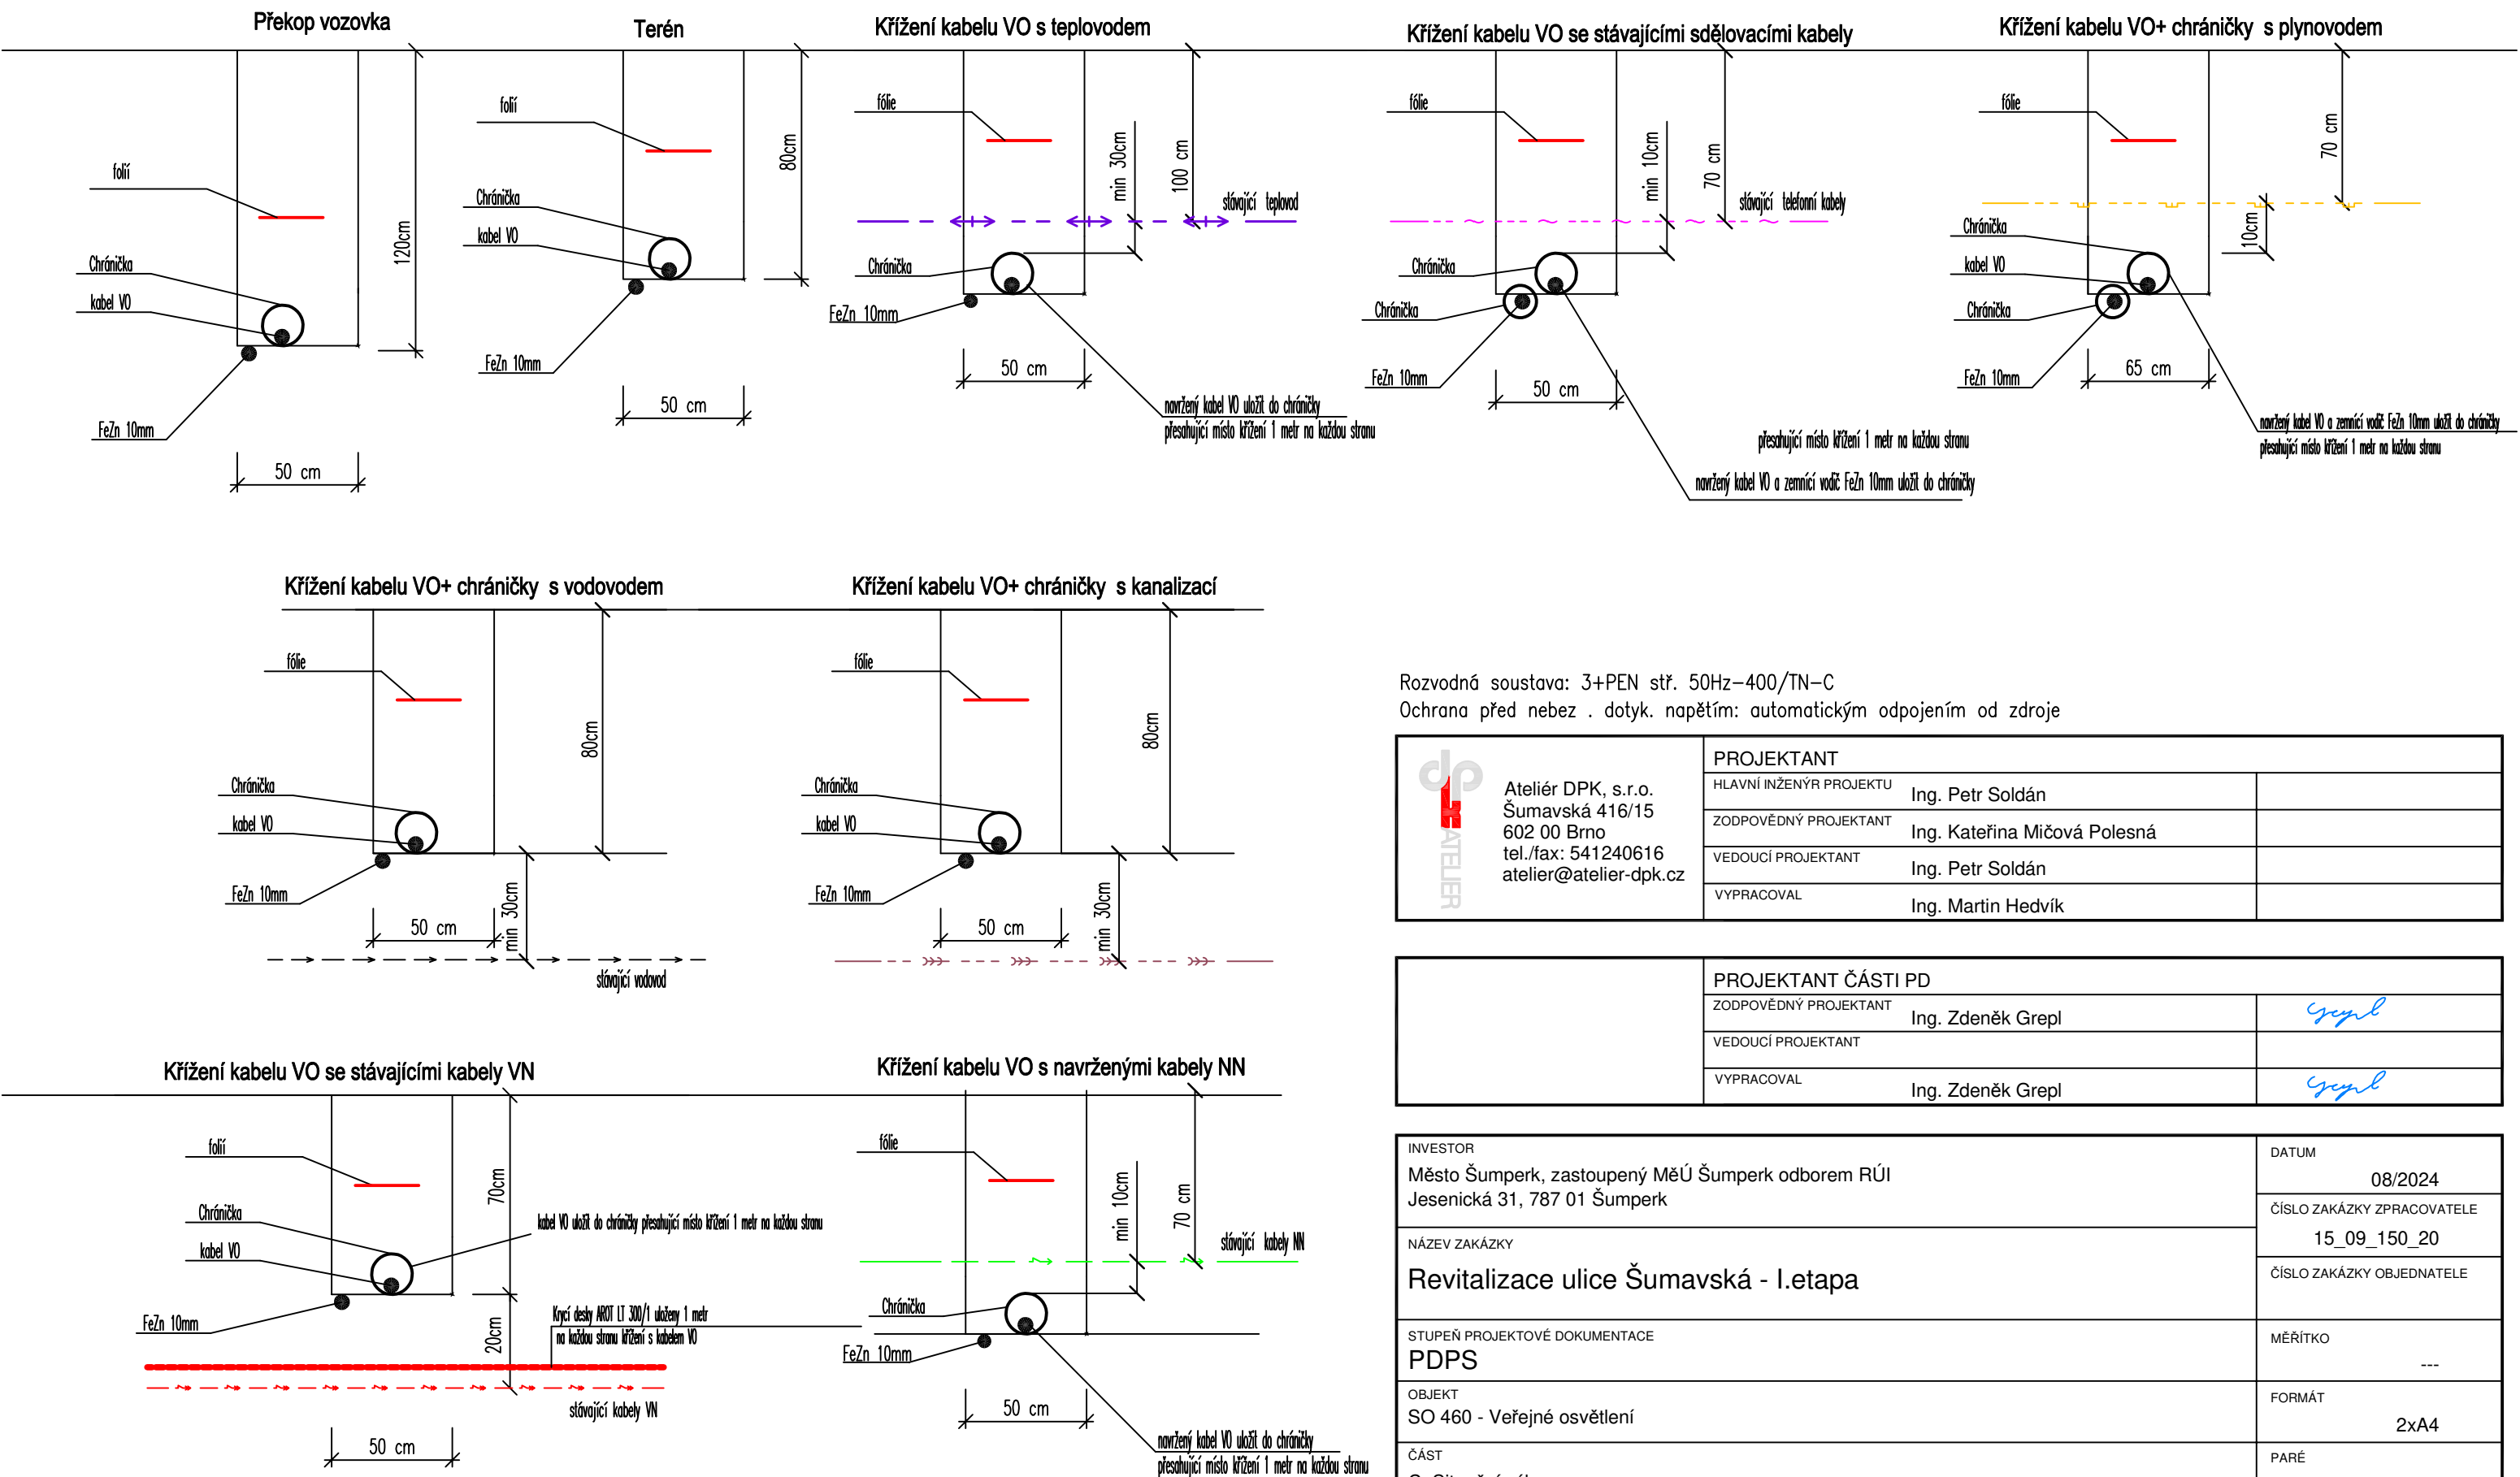 Překop vozovka
folií
Chránička
kabel VO
FeZn 10mm
120cm
50 cm
Terén
folií
Chránička
kabel VO
FeZn 10mm
80cm
50 cm
Křížení kabelu VO s teplovodem
fólie
min 30cm
100 cm
stávající teplovod
Chránička
FeZn 10mm
50 cm
navržený kabel VO uložit do chráničky
přesahující místo křížení 1 metr na každou stranu
Křížení kabelu VO se stávajícími sdělovacími kabely
fólie
min 10cm
70 cm
stávající telefonní kabely
Chránička
Chránička
FeZn 10mm
50 cm
přesahující místo křížení 1 metr na každou stranu
navržený kabel VO a zemnící vodič FeZn 10mm uložit do chráničky
Křížení kabelu VO+ chráničky s plynovodem
fólie
70 cm
10cm
Chránička
kabel VO
Chránička
FeZn 10mm
65 cm
navržený kabel VO a zemnící vodič FeZn 10mm uložit do chráničky
přesahující místo křížení 1 metr na každou stranu
Křížení kabelu VO+ chráničky s vodovodem
fólie
Chránička
kabel VO
FeZn 10mm
80cm
50 cm
min 30cm
stávající vodovod
Křížení kabelu VO+ chráničky s kanalizací
fólie
Chránička
kabel VO
FeZn 10mm
80cm
50 cm
min 30cm
Křížení kabelu VO se stávajícími kabely VN
folií
Chránička
kabel VO
FeZn 10mm
70cm
20cm
kabel VO uložit do chráničky přesahující místo křížení 1 metr na každou stranu
Krycí desky AROT LT 300/1 uloženy 1 metr
na každou stranu křížení s kabelem VO
stávající kabely VN
50 cm
Křížení kabelu VO s navrženými kabely NN
fólie
min 10cm
70 cm
stávající kabely NN
Chránička
FeZn 10mm
50 cm
navržený kabel VO uložit do chráničky
přesahující místo křížení 1 metr na každou stranu
Rozvodná soustava: 3+PEN stř. 50Hz-400/TN-C
Ochrana před nebez . dotyk. napětím: automatickým odpojením od zdroje
dpk ATELIER
Ateliér DPK, s.r.o.
Šumavská 416/15
602 00 Brno
tel./fax: 541240616
atelier@atelier-dpk.cz
PROJEKTANT
HLAVNÍ INŽENÝR PROJEKTU Ing. Petr Soldán
ZODPOVĚDNÝ PROJEKTANT Ing. Kateřina Mičová Polesná
VEDOUCÍ PROJEKTANT Ing. Petr Soldán
VYPRACOVAL Ing. Martin Hedvík
PROJEKTANT ČÁSTI PD
ZODPOVĚDNÝ PROJEKTANT Ing. Zdeněk Grepl
VEDOUCÍ PROJEKTANT
VYPRACOVAL Ing. Zdeněk Grepl
INVESTOR
Město Šumperk, zastoupený MěÚ Šumperk odborem RÚI
Jesenická 31, 787 01 Šumperk
DATUM
08/2024
ČÍSLO ZAKÁZKY ZPRACOVATELE
15_09_150_20
NÁZEV ZAKÁZKY
Revitalizace ulice Šumavská - I.etapa
ČÍSLO ZAKÁZKY OBJEDNATELE
STUPEŇ PROJEKTOVÉ DOKUMENTACE
PDPS
MĚŘÍTKO
---
OBJEKT
SO 460 - Veřejné osvětlení
FORMÁT
2xA4
ČÁST
PARÉ